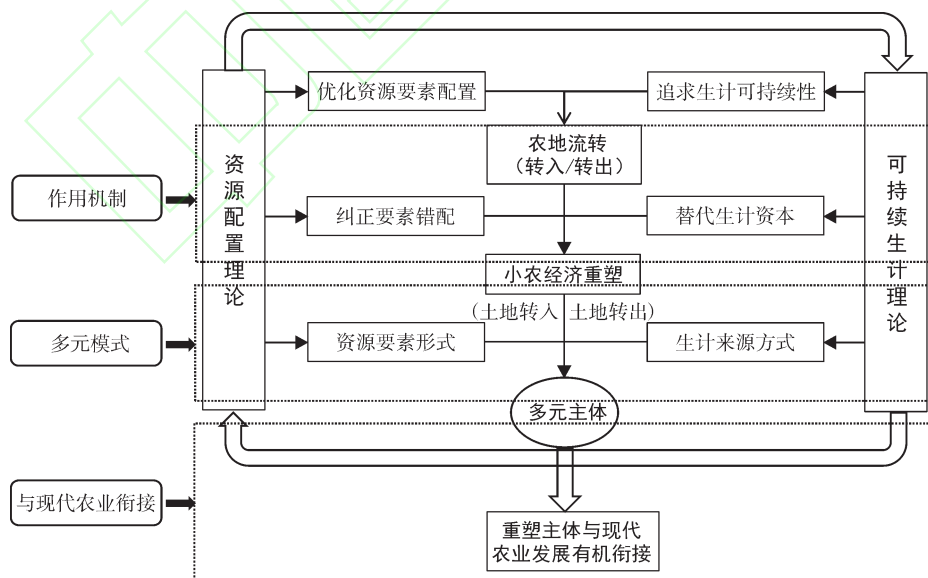 优化资源要素配置
追求生计可持续性
农地流转
（转入/转出）
资源配置理论
可持续生计理论
作用机制
纠正要素错配
替代生计资本
小农经济重塑
(土地转入
土地转出)
多元模式
资源要素形式
生计来源方式
多元主体
与现代农业衔接
重塑主体与现代
农业发展有机衔接